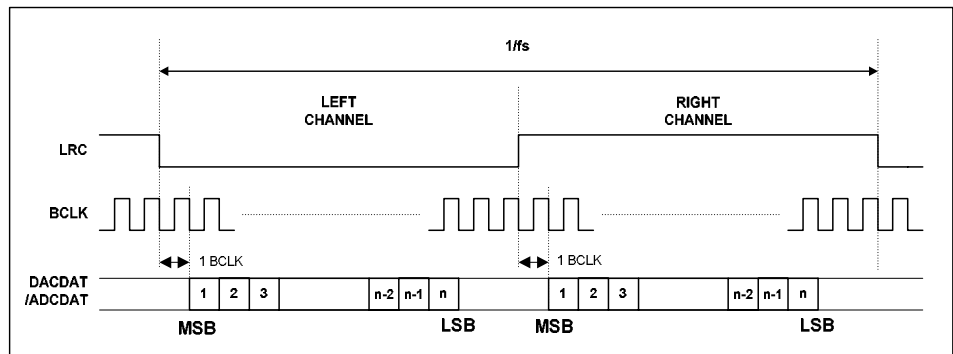 1/fs
LEFT
CHANNEL
RIGHT
CHANNEL
LRC
BCLK
1 BCLK
1 BCLK
DACDAT
/ADCDAT
1 2 3 n-2 n-1 n 1 2 3 n-2 n-1 n
MSB LSB MSB LSB